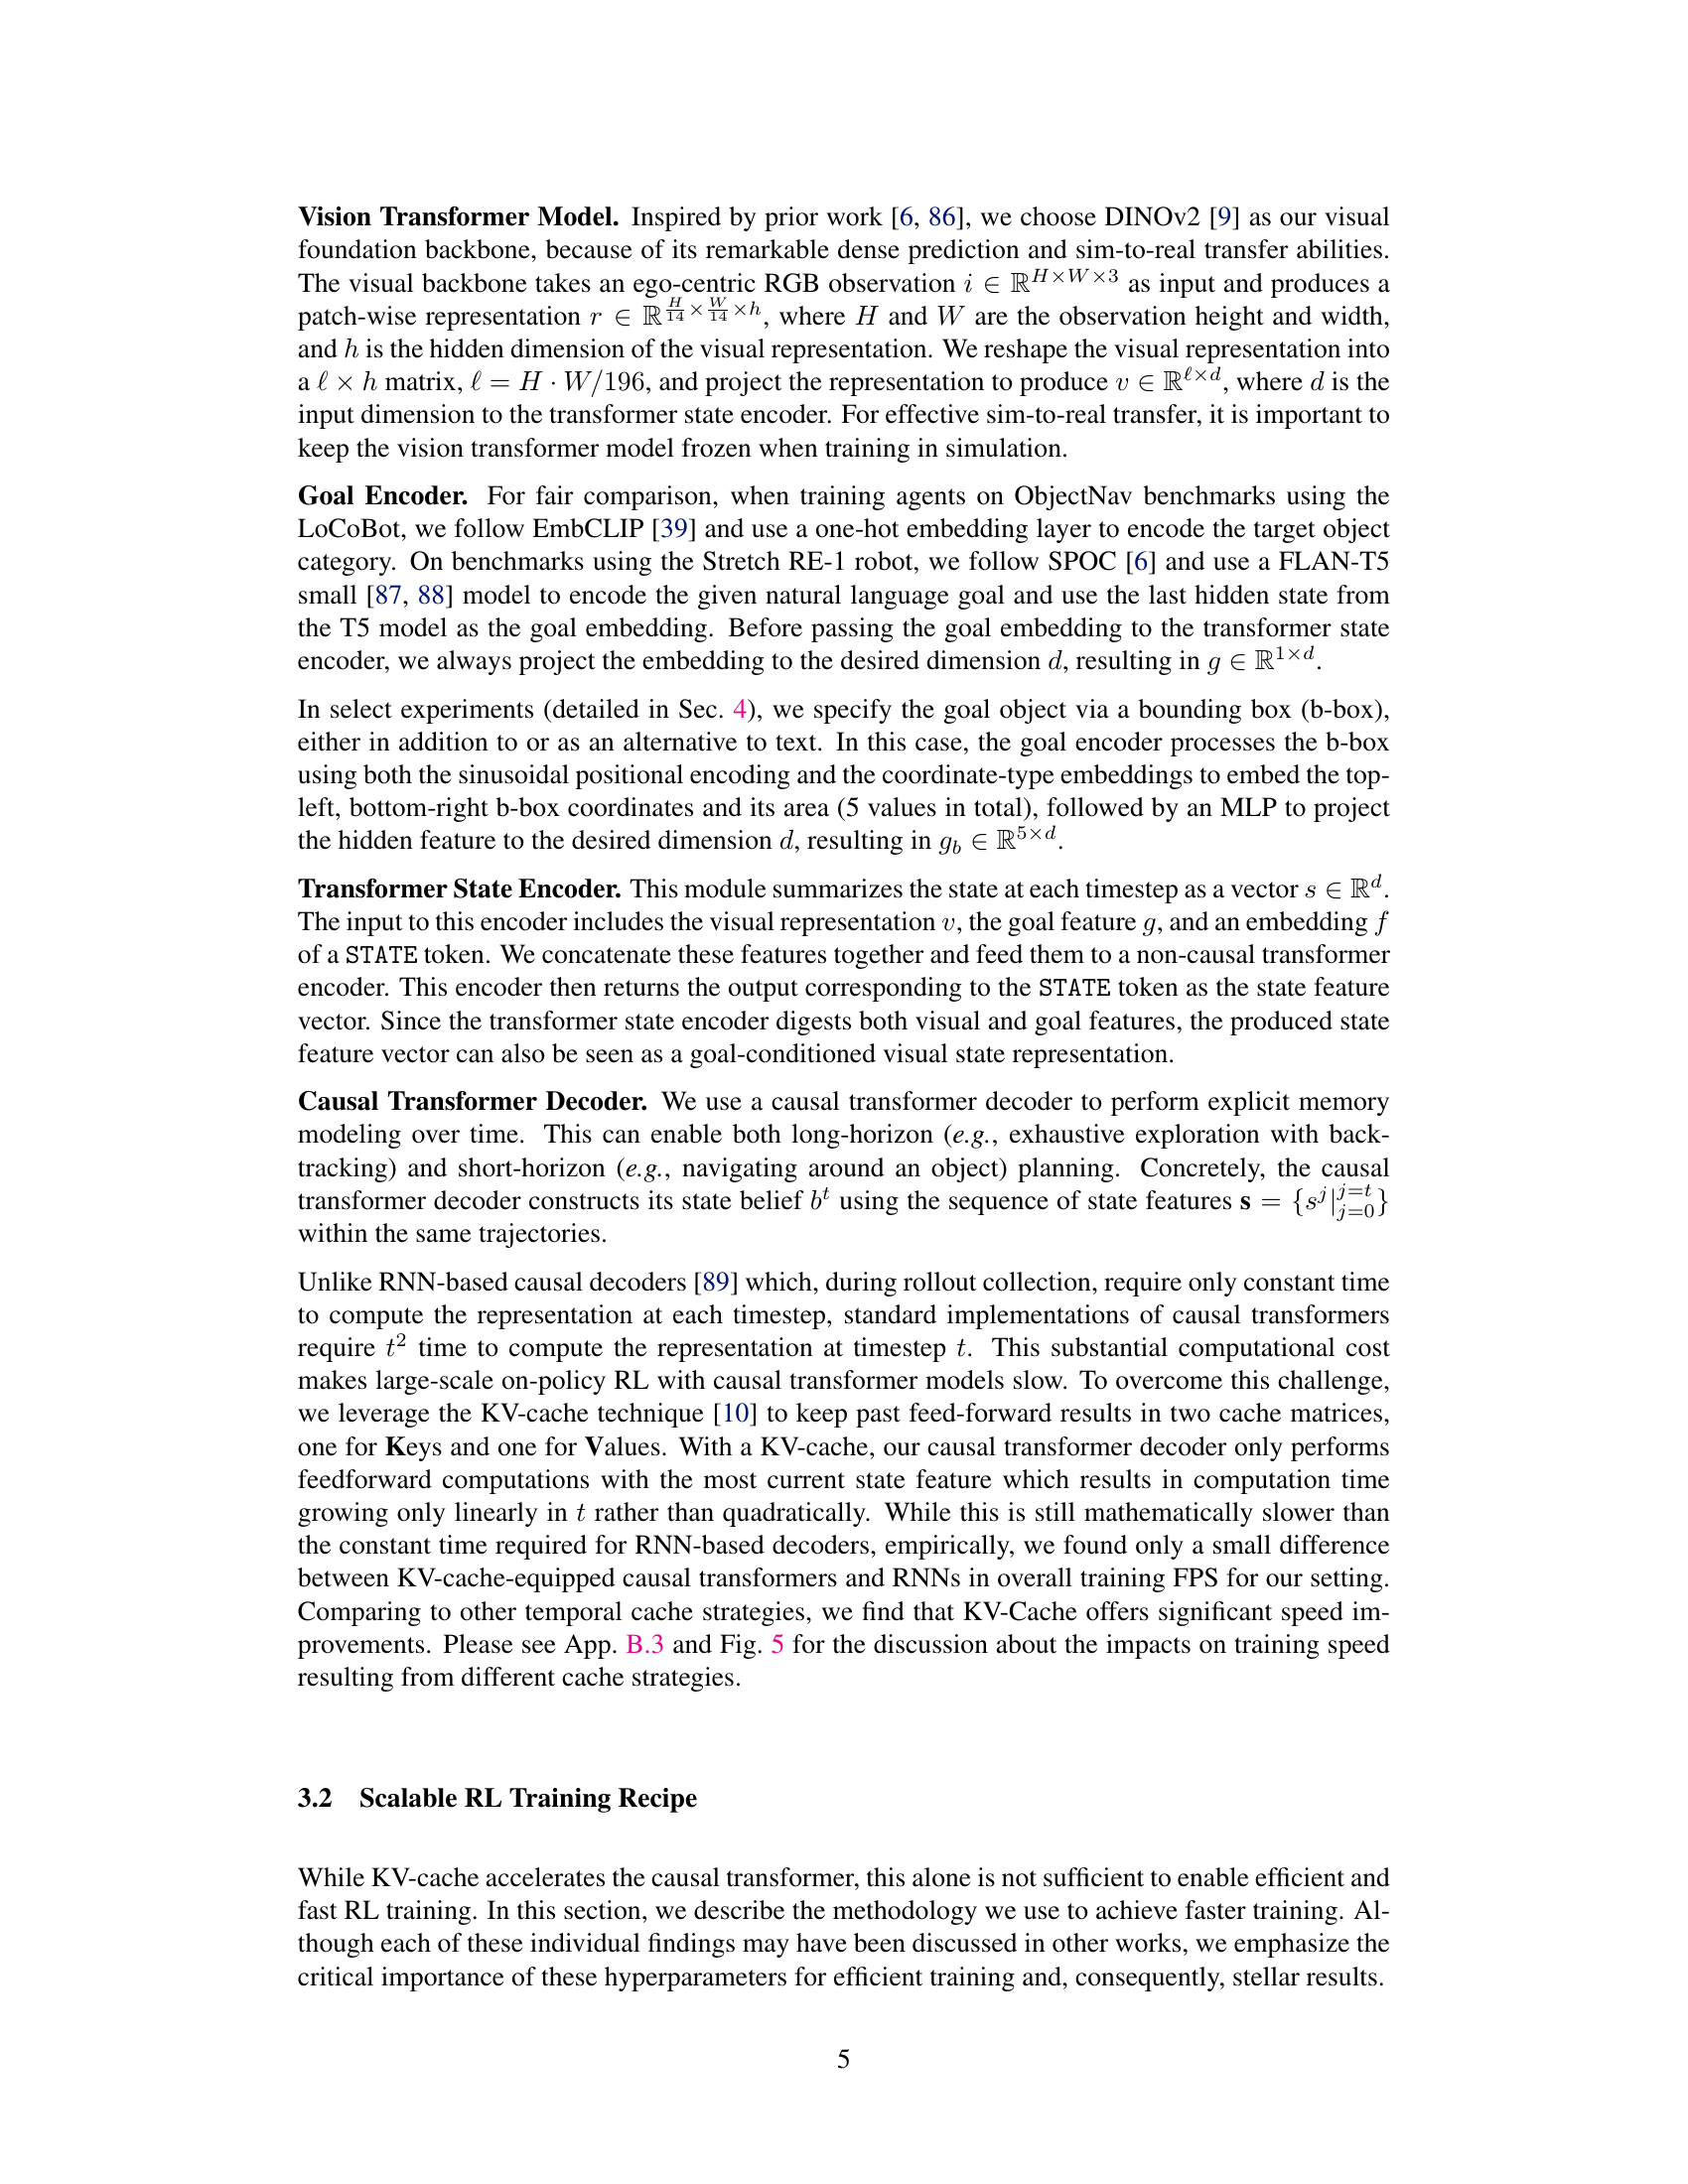 Vision Transformer Model. Inspired by prior work [6, 86], we choose DINOv2 [9] as our visual
foundation backbone, because of its remarkable dense prediction and sim-to-real transfer abilities.
The visual backbone takes an ego-centric RGB observation $i \in \mathbb{R}^{H \times W \times 3}$ as input and produces a
patch-wise representation $r \in \mathbb{R}^{\frac{H}{14} \times \frac{W}{14} \times h}$, where $H$ and $W$ are the observation height and width,
and $h$ is the hidden dimension of the visual representation. We reshape the visual representation into
a $\ell \times h$ matrix, $\ell = H \cdot W/196$, and project the representation to produce $v \in \mathbb{R}^{\ell \times d}$, where $d$ is the
input dimension to the transformer state encoder. For effective sim-to-real transfer, it is important to
keep the vision transformer model frozen when training in simulation.
Goal Encoder. For fair comparison, when training agents on ObjectNav benchmarks using the
LoCoBot, we follow EmbCLIP [39] and use a one-hot embedding layer to encode the target object
category. On benchmarks using the Stretch RE-1 robot, we follow SPOC [6] and use a FLAN-T5
small [87, 88] model to encode the given natural language goal and use the last hidden state from
the T5 model as the goal embedding. Before passing the goal embedding to the transformer state
encoder, we always project the embedding to the desired dimension $d$, resulting in $g \in \mathbb{R}^{1 \times d}$.
In select experiments (detailed in Sec. 4), we specify the goal object via a bounding box (b-box),
either in addition to or as an alternative to text. In this case, the goal encoder processes the b-box
using both the sinusoidal positional encoding and the coordinate-type embeddings to embed the top-
left, bottom-right b-box coordinates and its area (5 values in total), followed by an MLP to project
the hidden feature to the desired dimension $d$, resulting in $g_b \in \mathbb{R}^{5 \times d}$.
Transformer State Encoder. This module summarizes the state at each timestep as a vector $s \in \mathbb{R}^d$.
The input to this encoder includes the visual representation $v$, the goal feature $g$, and an embedding $f$
of a STATE token. We concatenate these features together and feed them to a non-causal transformer
encoder. This encoder then returns the output corresponding to the STATE token as the state feature
vector. Since the transformer state encoder digests both visual and goal features, the produced state
feature vector can also be seen as a goal-conditioned visual state representation.
Causal Transformer Decoder. We use a causal transformer decoder to perform explicit memory
modeling over time. This can enable both long-horizon (e.g., exhaustive exploration with back-
tracking) and short-horizon (e.g., navigating around an object) planning. Concretely, the causal
transformer decoder constructs its state belief $b^t$ using the sequence of state features $\mathbf{s} = \{s^j|_{j=0}^{j=t}\}$
within the same trajectories.
Unlike RNN-based causal decoders [89] which, during rollout collection, require only constant time
to compute the representation at each timestep, standard implementations of causal transformers
require $t^2$ time to compute the representation at timestep $t$. This substantial computational cost
makes large-scale on-policy RL with causal transformer models slow. To overcome this challenge,
we leverage the KV-cache technique [10] to keep past feed-forward results in two cache matrices,
one for Keys and one for Values. With a KV-cache, our causal transformer decoder only performs
feedforward computations with the most current state feature which results in computation time
growing only linearly in $t$ rather than quadratically. While this is still mathematically slower than
the constant time required for RNN-based decoders, empirically, we found only a small difference
between KV-cache-equipped causal transformers and RNNs in overall training FPS for our setting.
Comparing to other temporal cache strategies, we find that KV-Cache offers significant speed im-
provements. Please see App. B.3 and Fig. 5 for the discussion about the impacts on training speed
resulting from different cache strategies.
3.2 Scalable RL Training Recipe
While KV-cache accelerates the causal transformer, this alone is not sufficient to enable efficient and
fast RL training. In this section, we describe the methodology we use to achieve faster training. Al-
though each of these individual findings may have been discussed in other works, we emphasize the
critical importance of these hyperparameters for efficient training and, consequently, stellar results.
5